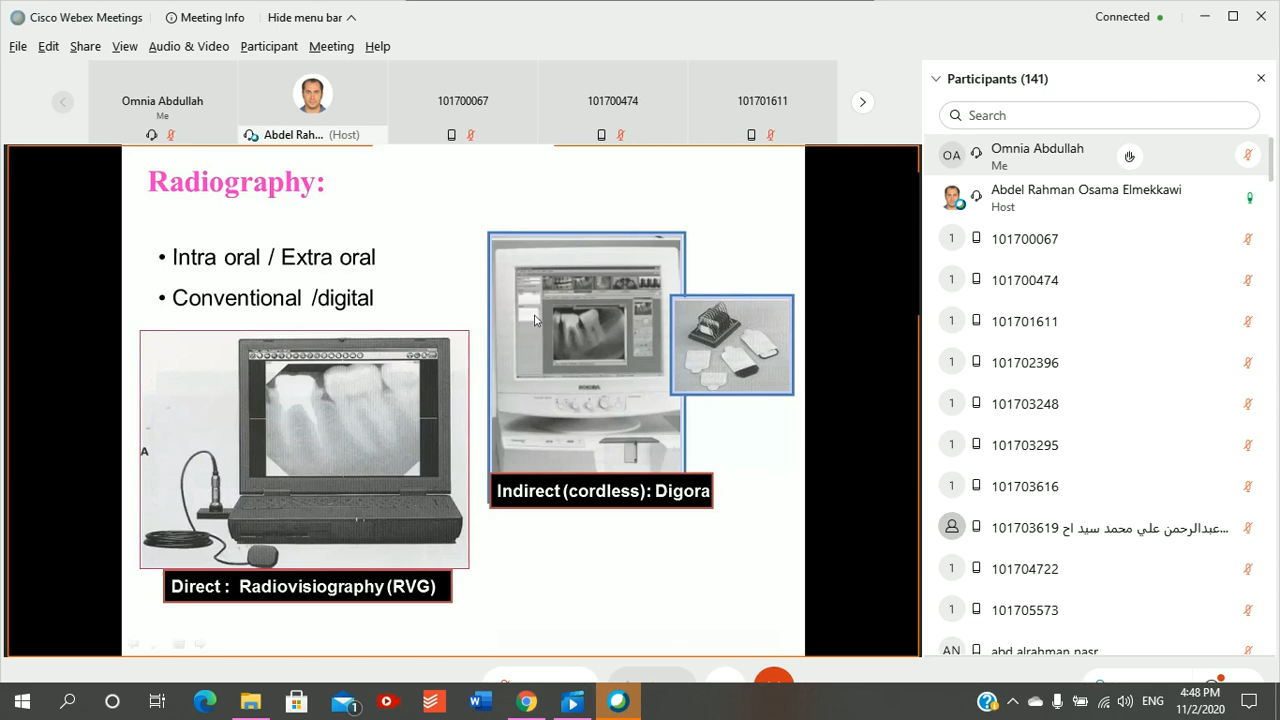 Cisco Webex Meetings
Meeting Info
Hide menu bar
Connected
File Edit Share View Audio & Video Participant Meeting Help
Omnia Abdullah
Me
Abdel Rah... (Host)
101700067
101700474
101701611
Radiography:
• Intra oral / Extra oral
• Conventional /digital
A
Direct : Radiovisiography (RVG)
Indirect (cordless): Digora
Participants (141)
Search
OA
Omnia Abdullah
Me
Abdel Rahman Osama Elmekkawi
Host
1 101700067
1 101700474
1 101701611
1 101702396
1 101703248
1 101703295
1 101703616
101703619 عبدالرحمن علي محمد سيد اح...
1 101704722
1 101705573
AN abd alrahman nasr
1
ENG
4:48 PM
11/2/2020